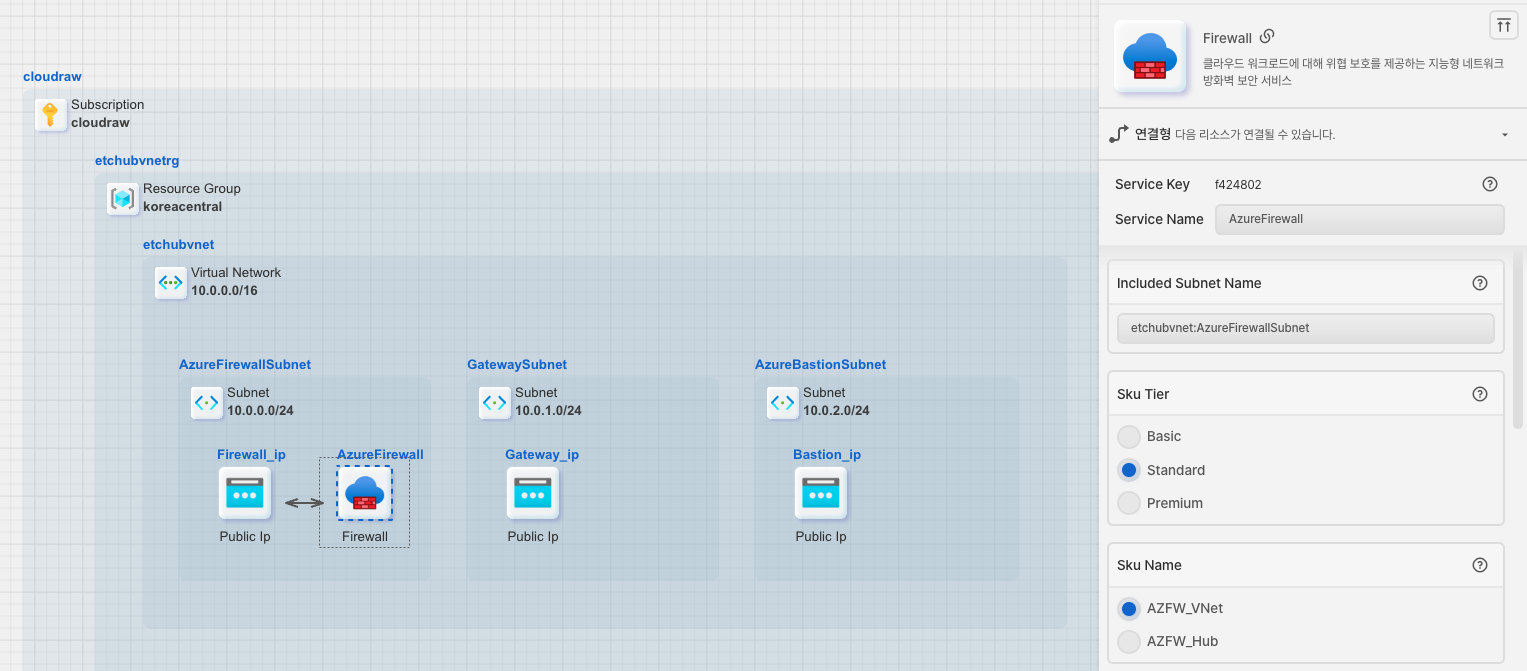 cloudraw
Subscription
cloudraw
etchubvnetrg
Resource Group
koreacentral
etchubvnet
Virtual Network
10.0.0.0/16
AzureFirewallSubnet
Subnet
10.0.0.0/24
Firewall_ip
Public Ip
AzureFirewall
Firewall
GatewaySubnet
Subnet
10.0.1.0/24
Gateway_ip
Public Ip
AzureBastionSubnet
Subnet
10.0.2.0/24
Bastion_ip
Public Ip
Firewall
클라우드 워크로드에 대해 위협 보호를 제공하는 지능형 네트워크
방화벽 보안 서비스
연결형 다음 리소스가 연결될 수 있습니다.
Service Key f424802
Service Name AzureFirewall
Included Subnet Name
etchubvnet:AzureFirewallSubnet
Sku Tier
Basic
Standard
Premium
Sku Name
AZFW_VNet
AZFW_Hub